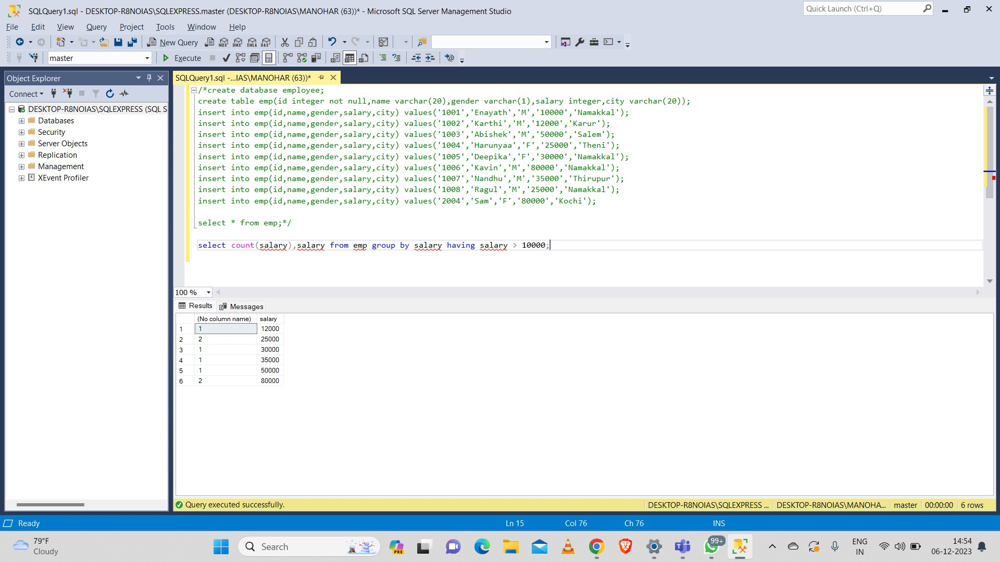 SQLQuery1.sql - DESKTOP-R8NOIAS\SQLEXPRESS.master (DESKTOP-R8NOIAS\MANOHAR (63))* - Microsoft SQL Server Management Studio
Quick Launch (Ctrl+Q)
File Edit View Query Project Tools Window Help
New Query MDX DMX XMLA DAX
master Execute
Object Explorer
SQLQuery1.sql -...IAS\MANOHAR (63))*
Connect
DESKTOP-R8NOIAS\SQLEXPRESS (SQL S
Databases
Security
Server Objects
Replication
Management
XEvent Profiler
/*create database employee;
create table emp(id integer not null,name varchar(20),gender varchar(1),salary integer,city varchar(20));
insert into emp(id,name,gender,salary,city) values('1001','Enayath','M','10000','Namakkal');
insert into emp(id,name,gender,salary,city) values('1002','Karthi','M','12000','Karur');
insert into emp(id,name,gender,salary,city) values('1003','Abishek','M','50000','Salem');
insert into emp(id,name,gender,salary,city) values('1004','Harunyaa','F','25000','Theni');
insert into emp(id,name,gender,salary,city) values('1005','Deepika','F','30000','Namakkal');
insert into emp(id,name,gender,salary,city) values('1006','Kavin','M','80000','Namakkal');
insert into emp(id,name,gender,salary,city) values('1007','Nandhu','M','35000','Thirupur');
insert into emp(id,name,gender,salary,city) values('1008','Ragul','M','25000','Namakkal');
insert into emp(id,name,gender,salary,city) values('2004','Sam','F','80000','Kochi');
select * from emp;*/
select count(salary),salary from emp group by salary having salary > 10000;
100 %
Results Messages
(No column name) salary
1 1 12000
2 2 25000
3 1 30000
4 1 35000
5 1 50000
6 2 80000
Query executed successfully.
DESKTOP-R8NOIAS\SQLEXPRESS ... DESKTOP-R8NOIAS\MANOHA... master 00:00:00 6 rows
Ready Ln 15 Col 76 Ch 76 INS
79°F
Cloudy
Search
PRE
99+
ENG
IN
14:54
06-12-2023